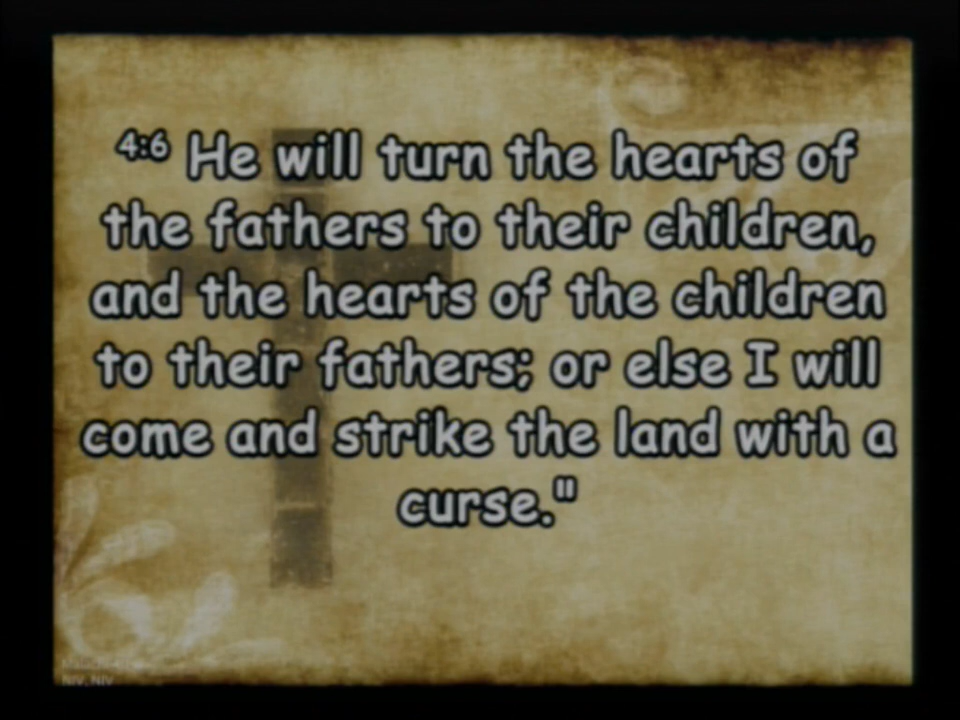 4:6 He will turn the hearts of
the fathers to their children,
and the hearts of the children
to their fathers; or else I will
come and strike the land with a
curse."
NIV, NIV